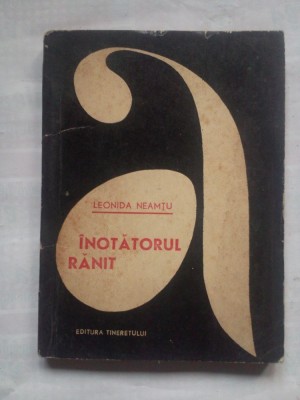 a
LEONIDA NEAMȚU
ÎNOTĂTORUL
RĂNIT
EDITURA TINERETULUI